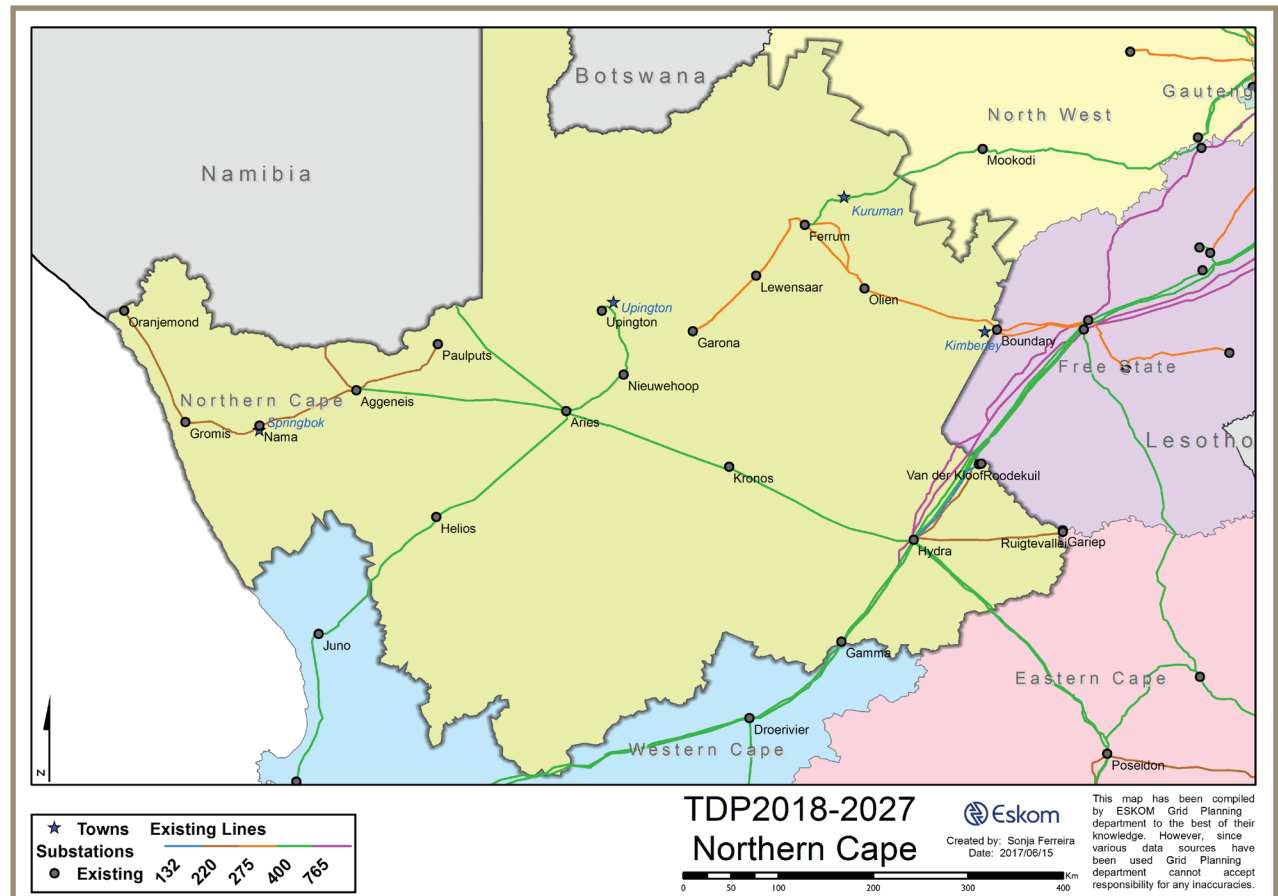 Botswana
Gauteng
North West
Namibia
Mookodi
Kuruman
Ferrum
Lewensaar
Olien
Oranjemond
Upington
Upington
Garona
Kimberley
Boundary
Paulputs
Free State
Northern Cape
Aggeneis
Nieuwehoop
Springbok
Gromis
Nama
Aries
Lesotho
Kronos
Van der Kloof
Roodekuil
Helios
Hydra
Ruigtevallei
Gariep
Juno
Gamma
Eastern Cape
Droerivier
Western Cape
Poseidon
N
Towns
Existing Lines
Substations
Existing
132
220
275
400
765
TDP2018-2027
Northern Cape
Eskom
Created by: Sonja Ferreira
Date: 2017/06/15
Km
0 50 100 200 300 400
This map has been compiled
by ESKOM Grid Planning
department to the best of their
knowledge. However, since
various data sources have
been used Grid Planning
department cannot accept
responsibility for any inaccuracies.